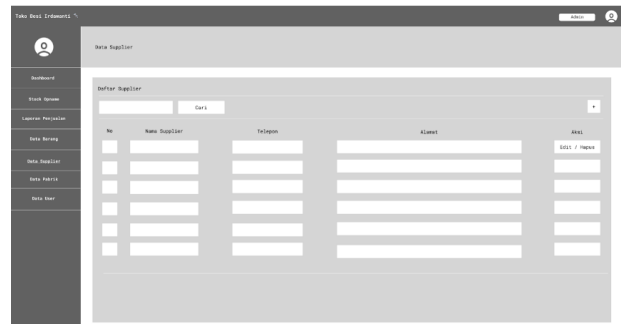 Toko Besi Irdawanti
Admin
Data Supplier
Dashboard
Stock Opname
Laporan Penjualan
Data Barang
Data Supplier
Data Pabrik
Data User
Daftar Supplier
Cari
+
No Nama Supplier Telepon Alamat Aksi
Edit / Hapus